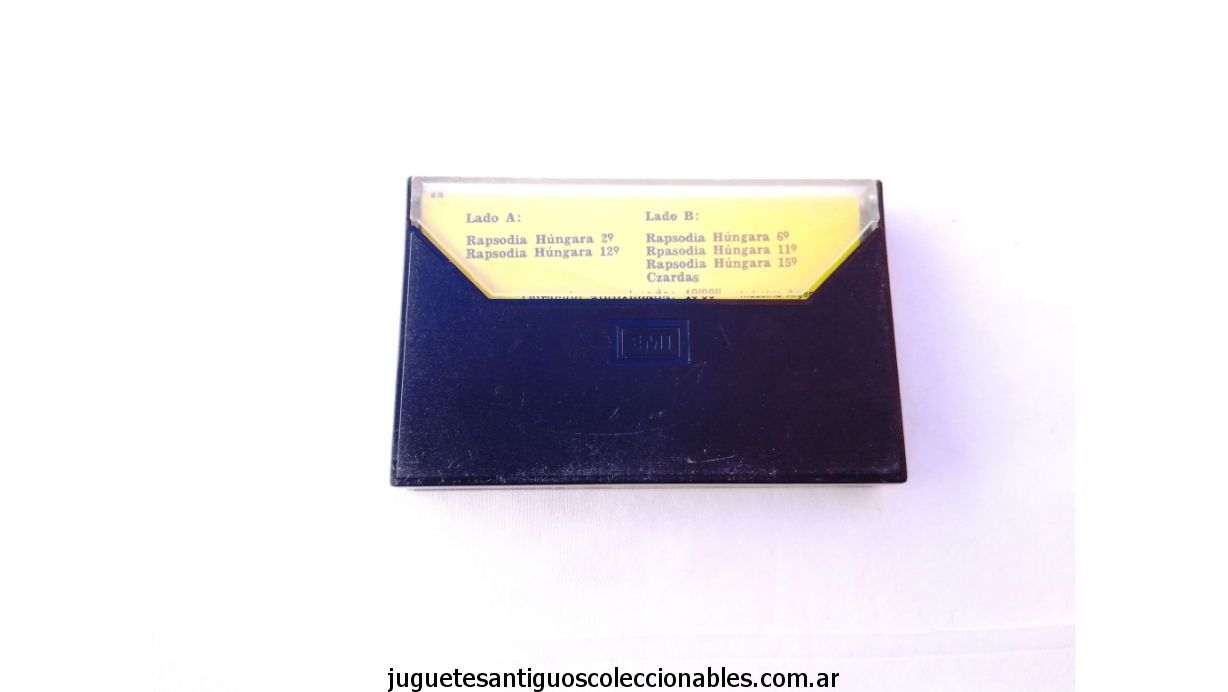 Lado A:
Rapsodia Húngara 2º
Rapsodia Húngara 12º
Lado B:
Rapsodia Húngara 6º
Rpasodia Húngara 11º
Rapsodia Húngara 15º
Czardas
EMI
juguetesantiguoscoleccionables.com.ar